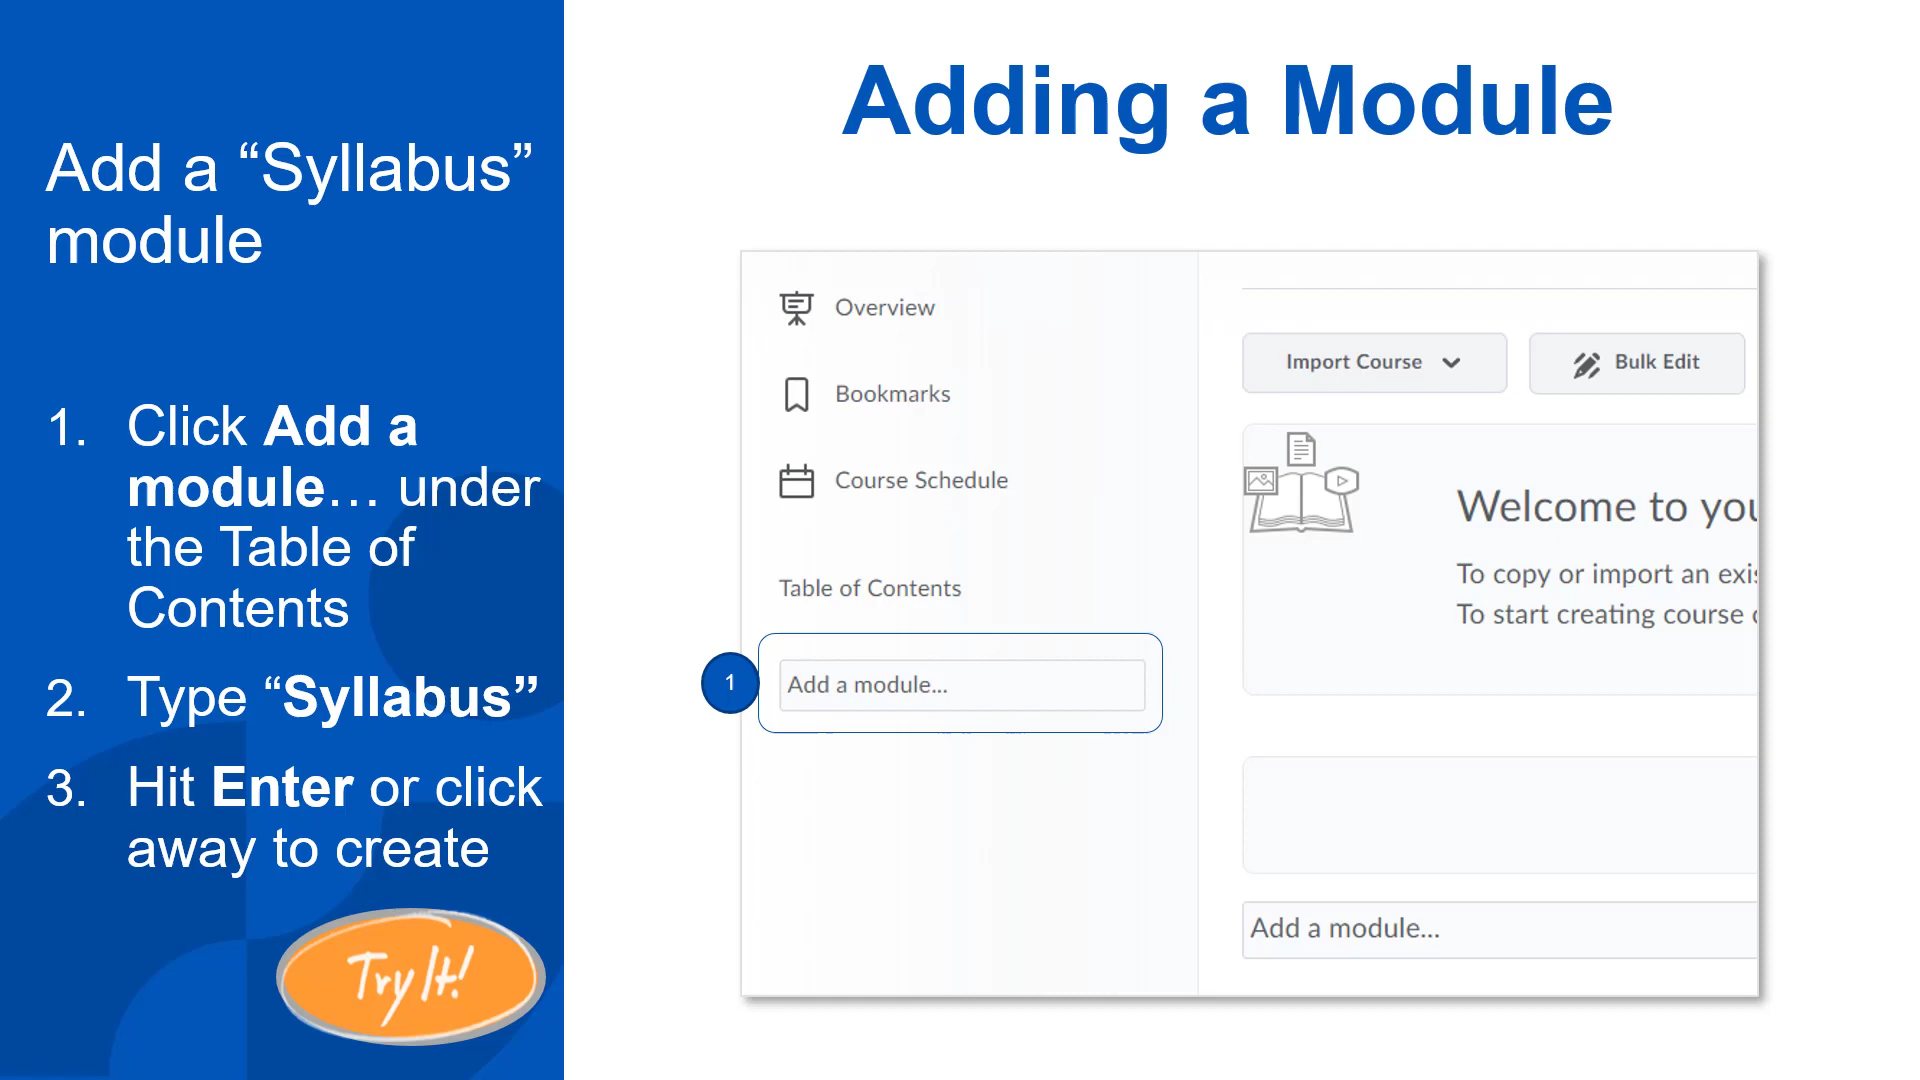 Adding a Module
Add a “Syllabus”
module
1. Click Add a
module… under
the Table of
Contents
2. Type “Syllabus”
3. Hit Enter or click
away to create
Try It!
Overview
Bookmarks
Course Schedule
Table of Contents
1
Add a module...
Import Course
Bulk Edit
Welcome to you
To copy or import an exis
To start creating course c
Add a module...